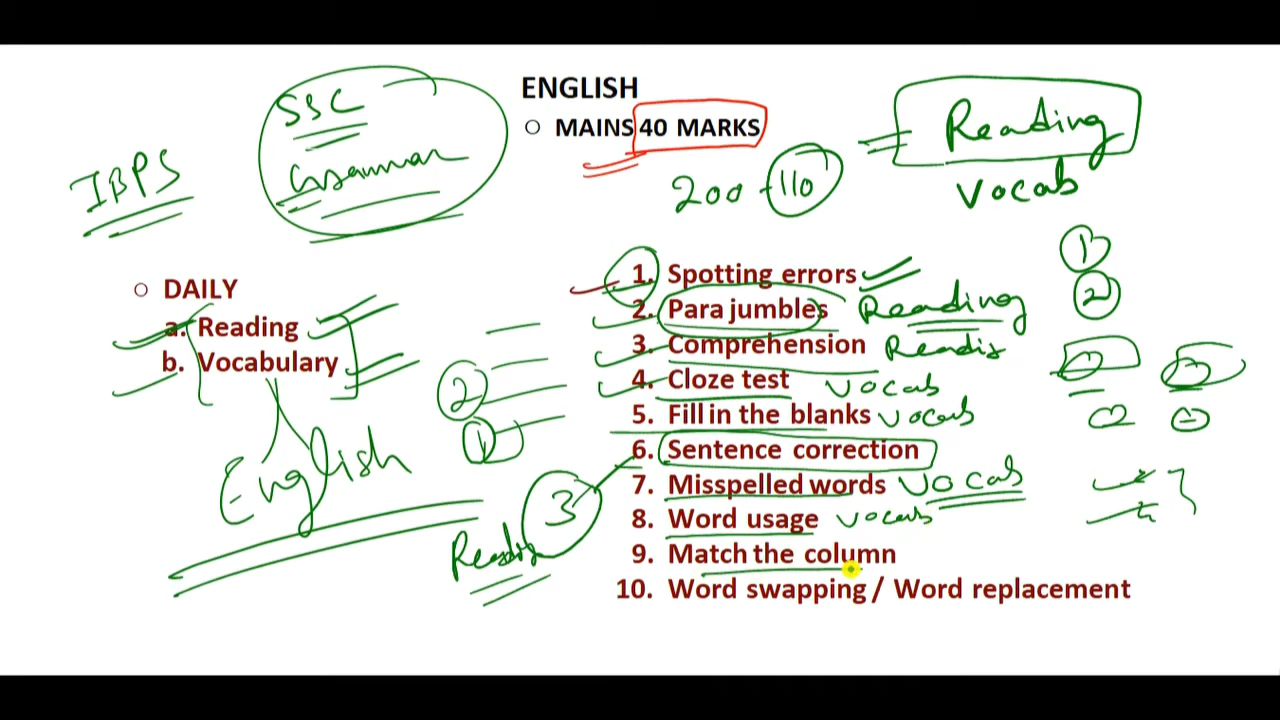 ENGLISH
○ MAINS 40 MARKS
SSC
Grammar
IBPS
Reading
Vocab
200 - 110
○ DAILY
a. Reading
b. Vocabulary
English
2
1
3
Reading
1. Spotting errors
2. Para jumbles Reading
3. Comprehension Reading
4. Cloze test vocab
5. Fill in the blanks vocab
6. Sentence correction
7. Misspelled words Vocab
8. Word usage vocab
9. Match the column
10. Word swapping / Word replacement
1
2